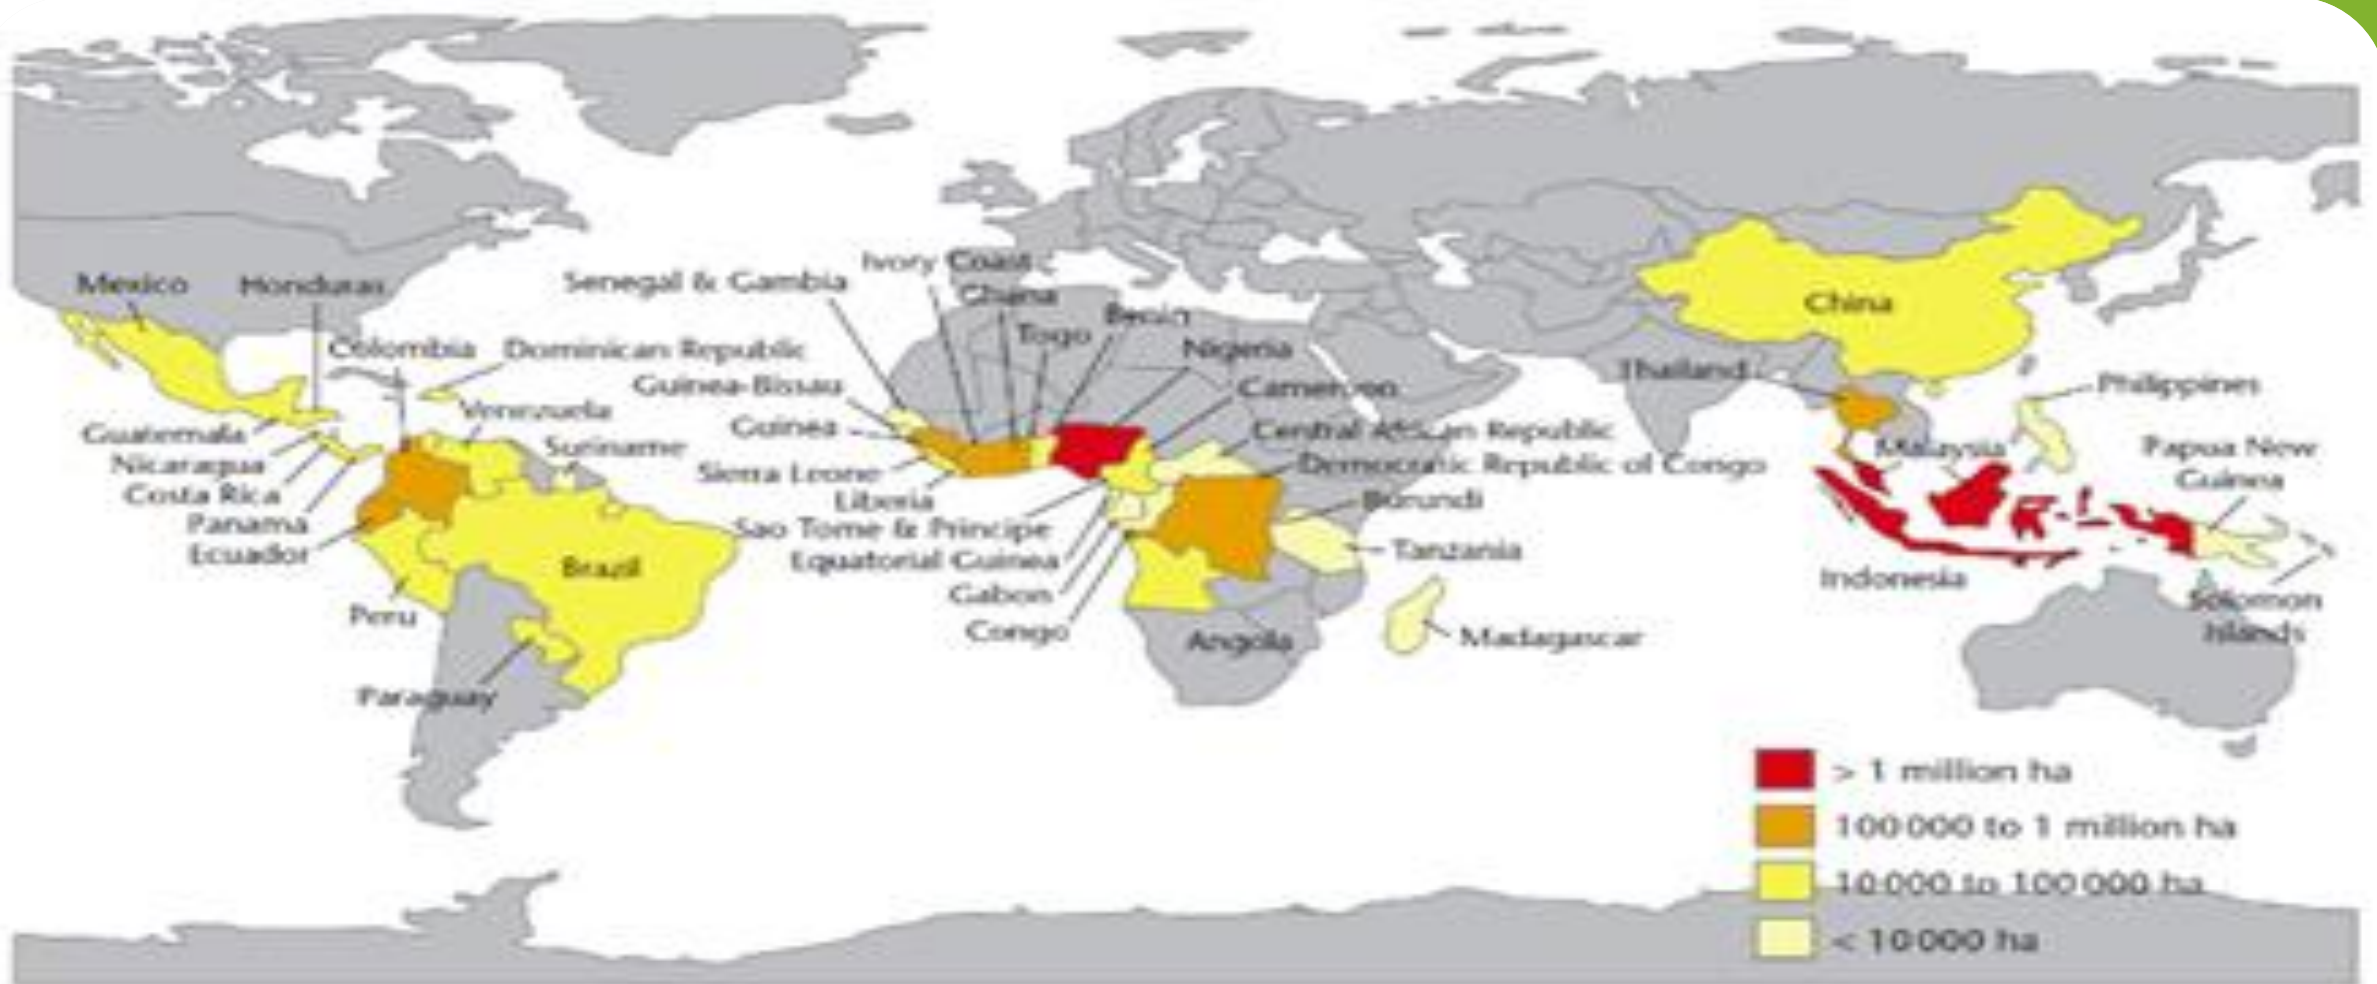 Mexico
Honduras
Colombia
Dominican Republic
Venezuela
Suriname
Guatemala
Nicaragua
Costa Rica
Panama
Ecuador
Peru
Brazil
Paraguay
Senegal & Gambia
Ivory Coast
Ghana
Togo
Benin
Nigeria
Cameroon
Guinea-Bissau
Guinea
Sierra Leone
Liberia
Sao Tome & Principe
Equatorial Guinea
Gabon
Congo
Central African Republic
Democratic Republic of Congo
Burundi
Tanzania
Angola
Madagascar
China
Thailand
Philippines
Malaysia
Papua New
Guinea
Indonesia
Solomon
Islands
> 1 million ha
100 000 to 1 million ha
10 000 to 100 000 ha
< 10 000 ha